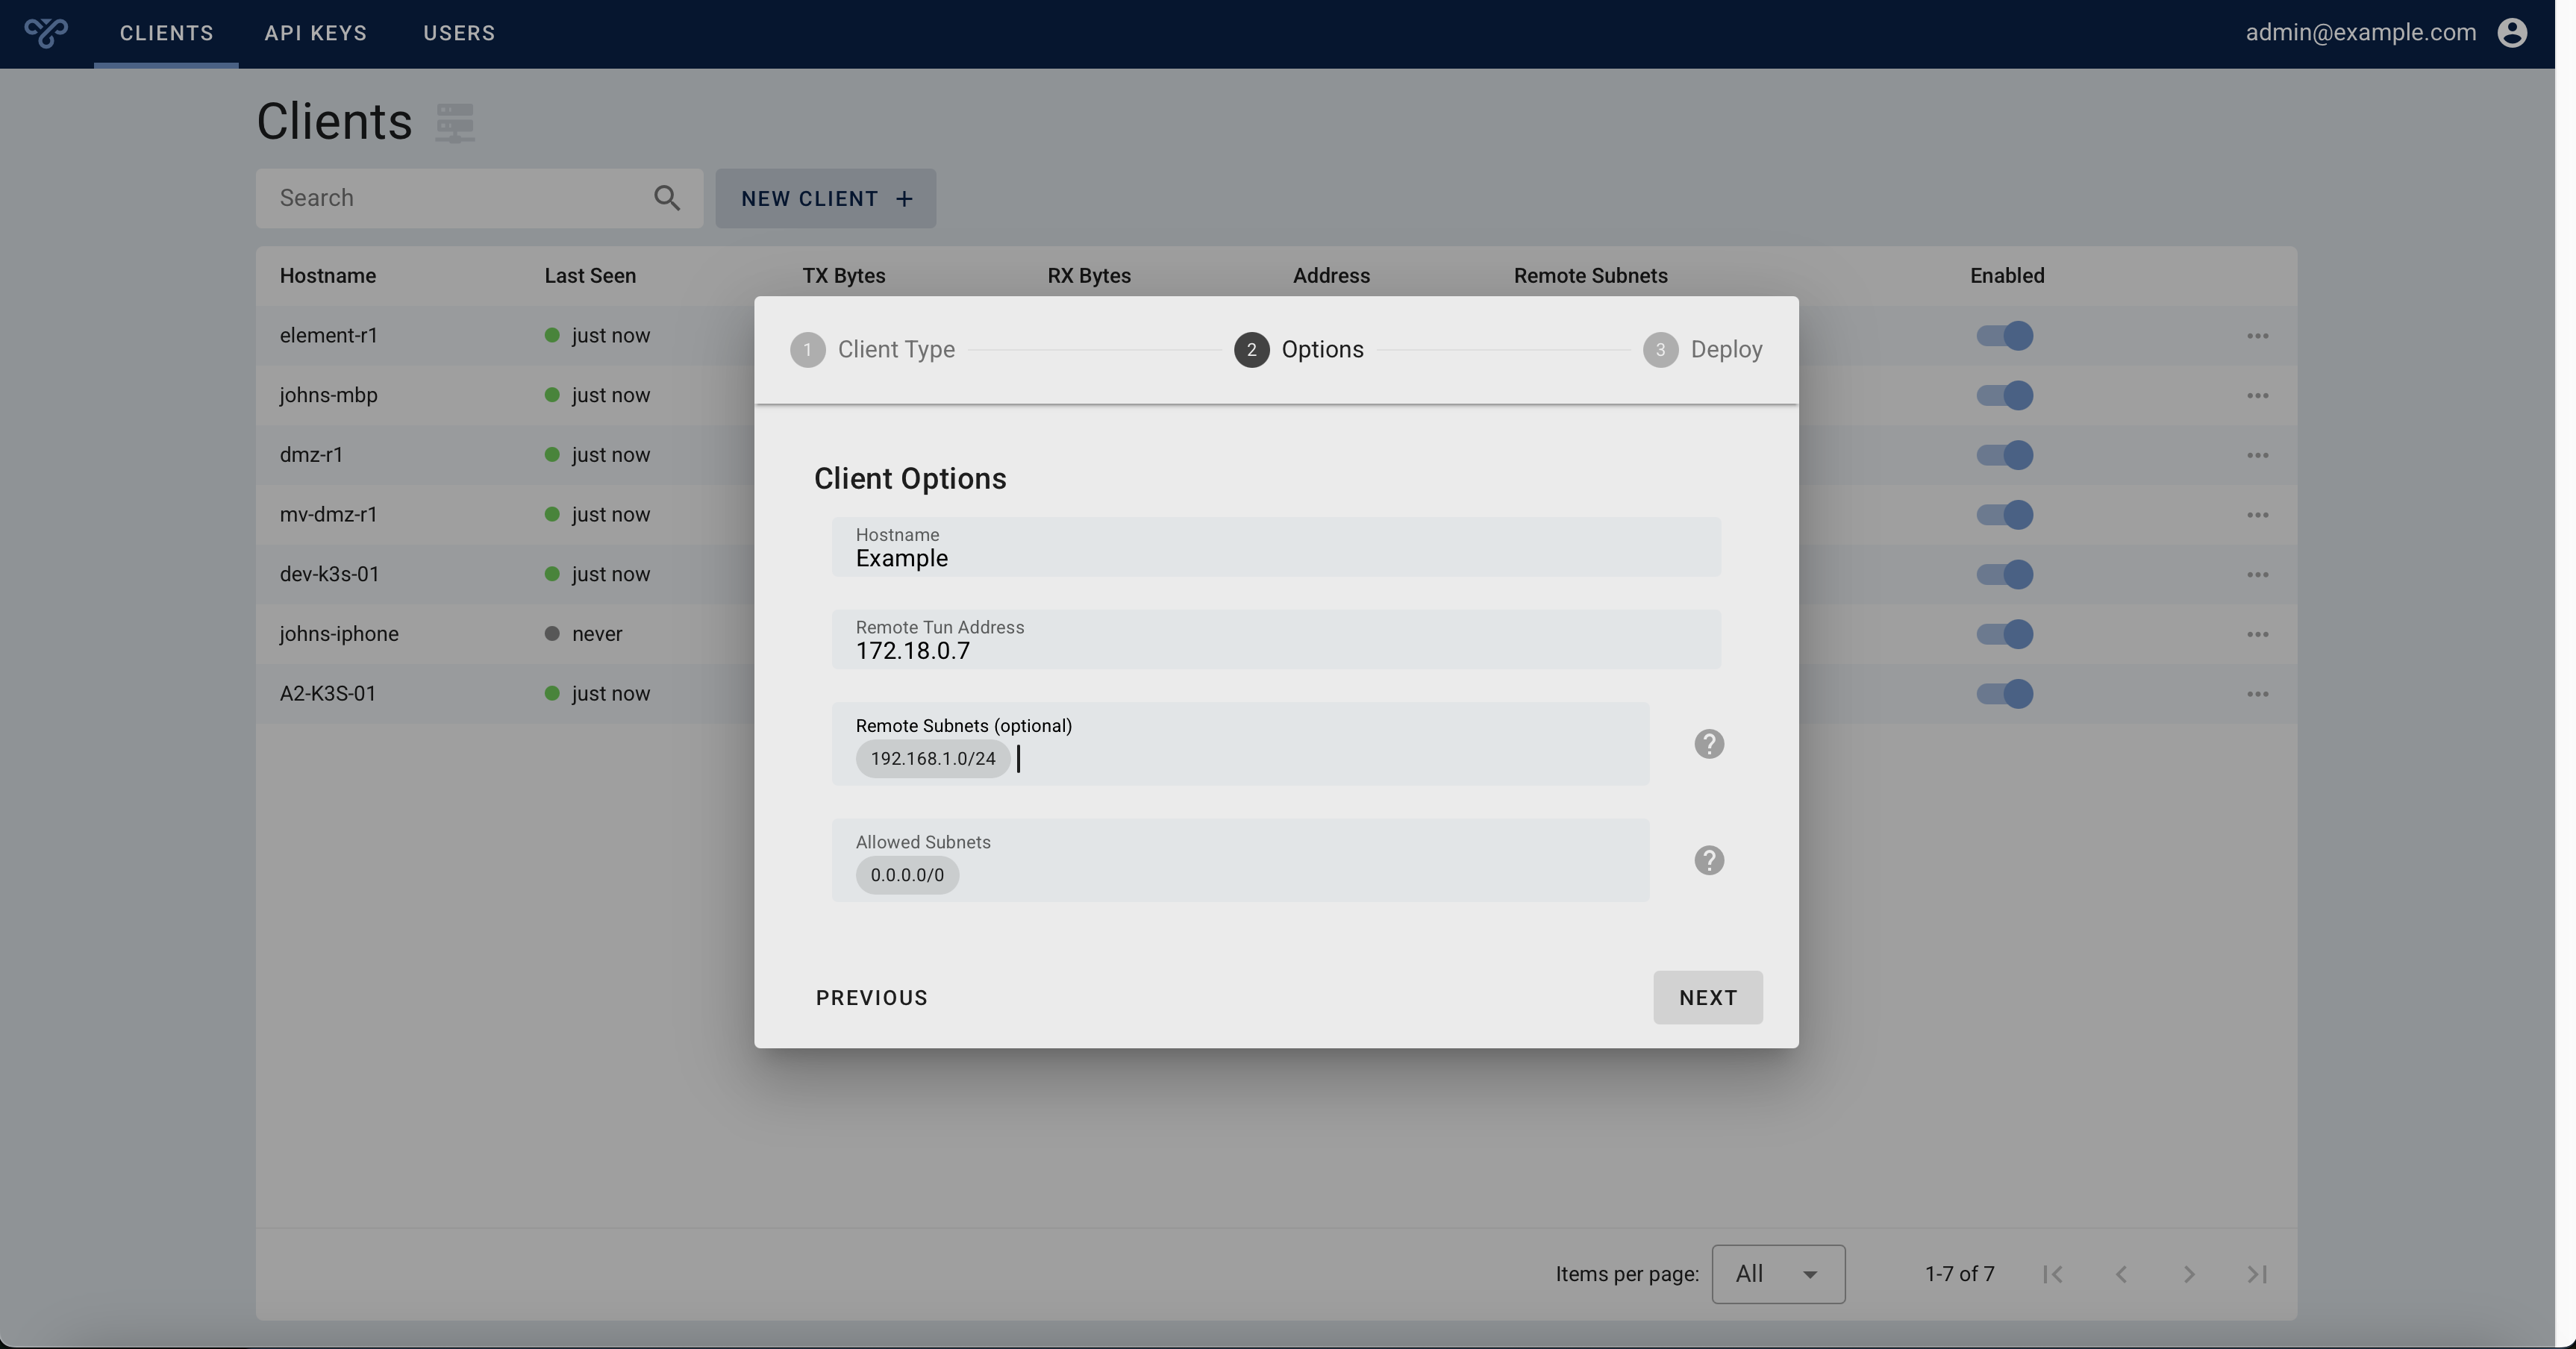 CLIENTS API KEYS USERS admin@example.com
Clients
Search NEW CLIENT +
Hostname Last Seen TX Bytes RX Bytes Address Remote Subnets Enabled
element-r1 just now
johns-mbp just now
dmz-r1 just now
mv-dmz-r1 just now
dev-k3s-01 just now
johns-iphone never
A2-K3S-01 just now
1 Client Type 2 Options 3 Deploy
Client Options
Hostname
Example
Remote Tun Address
172.18.0.7
Remote Subnets (optional)
192.168.1.0/24
?
Allowed Subnets
0.0.0.0/0
?
PREVIOUS NEXT
Items per page: All 1-7 of 7